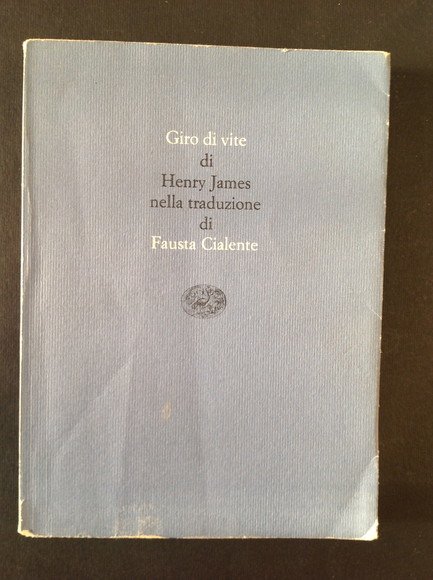 Giro di vite
di
Henry James
nella traduzione
di
Fausta Cialente